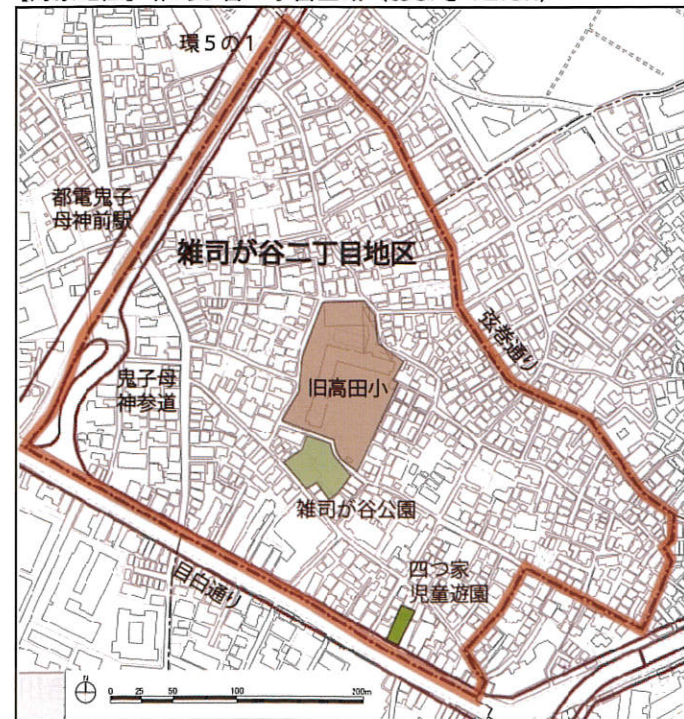 環5の1
都電鬼子
母神前駅
雑司が谷二丁目地区
弦巻通り
旧高田小
鬼子母
神参道
雑司が谷公園
四つ家
児童遊園
目白通り
N
0 25 50 100 200m